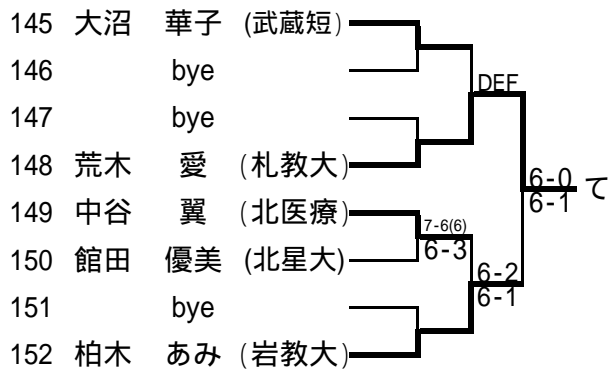 145 大沼 華子 (武蔵短)
146 bye
DEF
147 bye
148 荒木 愛 (札教大)
6-0
6-1
て
149 中谷 翼 (北医療)
7-6(6)
6-3
150 館田 優美 (北星大)
6-2
6-1
151 bye
152 柏木 あみ (岩教大)